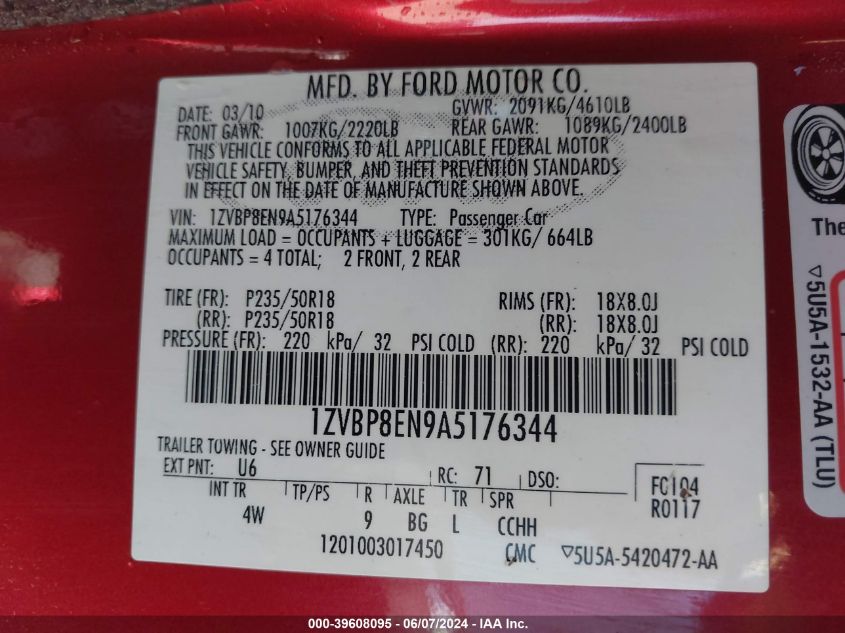 MFD. BY FORD MOTOR CO.
DATE: 03/10 GVWR: 2091KG/4610LB
FRONT GAWR: 1007KG/2220LB REAR GAWR: 1089KG/2400LB
THIS VEHICLE CONFORMS TO ALL APPLICABLE FEDERAL MOTOR
VEHICLE SAFETY, BUMPER, AND THEFT PREVENTION STANDARDS
IN EFFECT ON THE DATE OF MANUFACTURE SHOWN ABOVE.
VIN: 1ZVBP8EN9A5176344 TYPE: Passenger Car
MAXIMUM LOAD = OCCUPANTS + LUGGAGE = 301KG/ 664LB
OCCUPANTS = 4 TOTAL; 2 FRONT, 2 REAR
TIRE (FR): P235/50R18 RIMS (FR): 18X8.0J
(RR): P235/50R18 (RR): 18X8.0J
PRESSURE (FR): 220 kPa/ 32 PSI COLD (RR): 220 kPa/ 32 PSI COLD
1ZVBP8EN9A5176344
TRAILER TOWING - SEE OWNER GUIDE
EXT PNT: U6 RC: 71 DSO:
FC104
R0117
INT TR TP/PS R AXLE TR SPR
4W 9 BG L CCHH
1201003017450 CMC ▽5U5A-5420472-AA
The
▽5U5A-1532-AA (TLU)
000-39608095 - 06/07/2024 - IAA Inc.